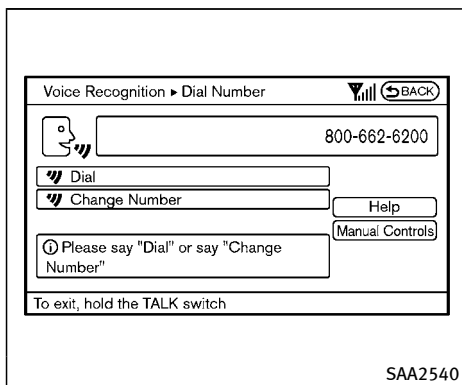 Voice Recognition ▸ Dial Number
BACK
800-662-6200
Dial
Change Number
Help
Manual Controls
Please say "Dial" or say "Change
Number"
To exit, hold the TALK switch
SAA2540